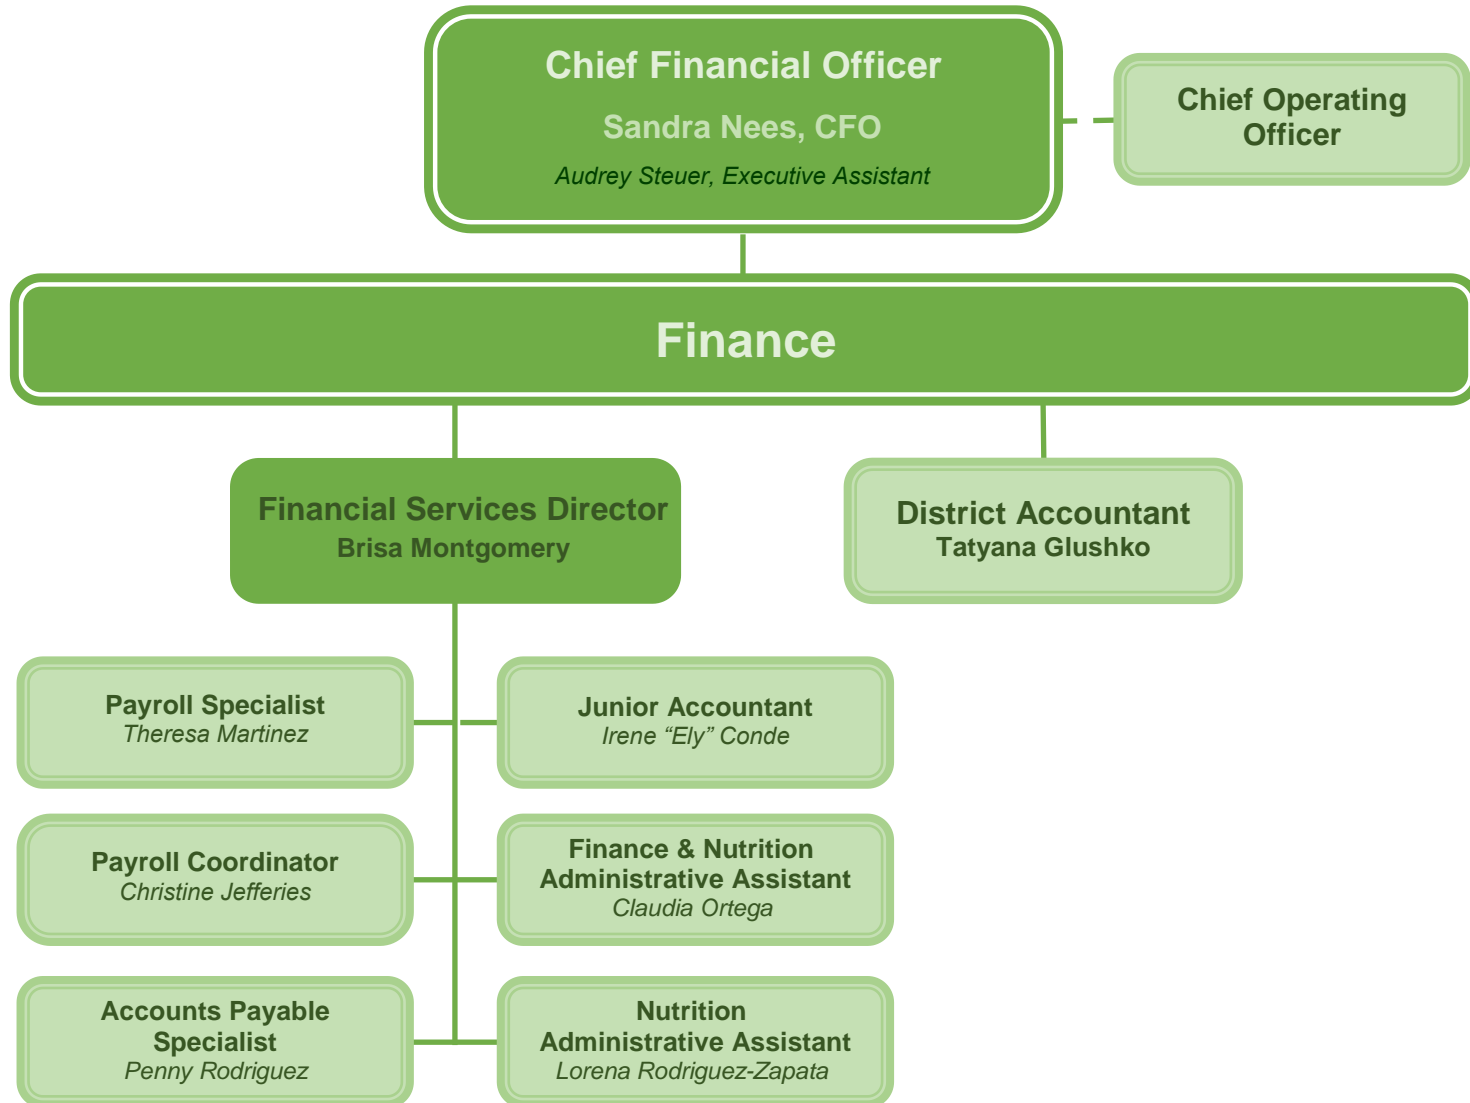 Chief Financial Officer
Sandra Nees, CFO
Audrey Steuer, Executive Assistant
Chief Operating
Officer
Finance
Financial Services Director
Brisa Montgomery
District Accountant
Tatyana Glushko
Payroll Specialist
Theresa Martinez
Junior Accountant
Irene “Ely” Conde
Payroll Coordinator
Christine Jefferies
Finance & Nutrition
Administrative Assistant
Claudia Ortega
Accounts Payable
Specialist
Penny Rodriguez
Nutrition
Administrative Assistant
Lorena Rodriguez-Zapata